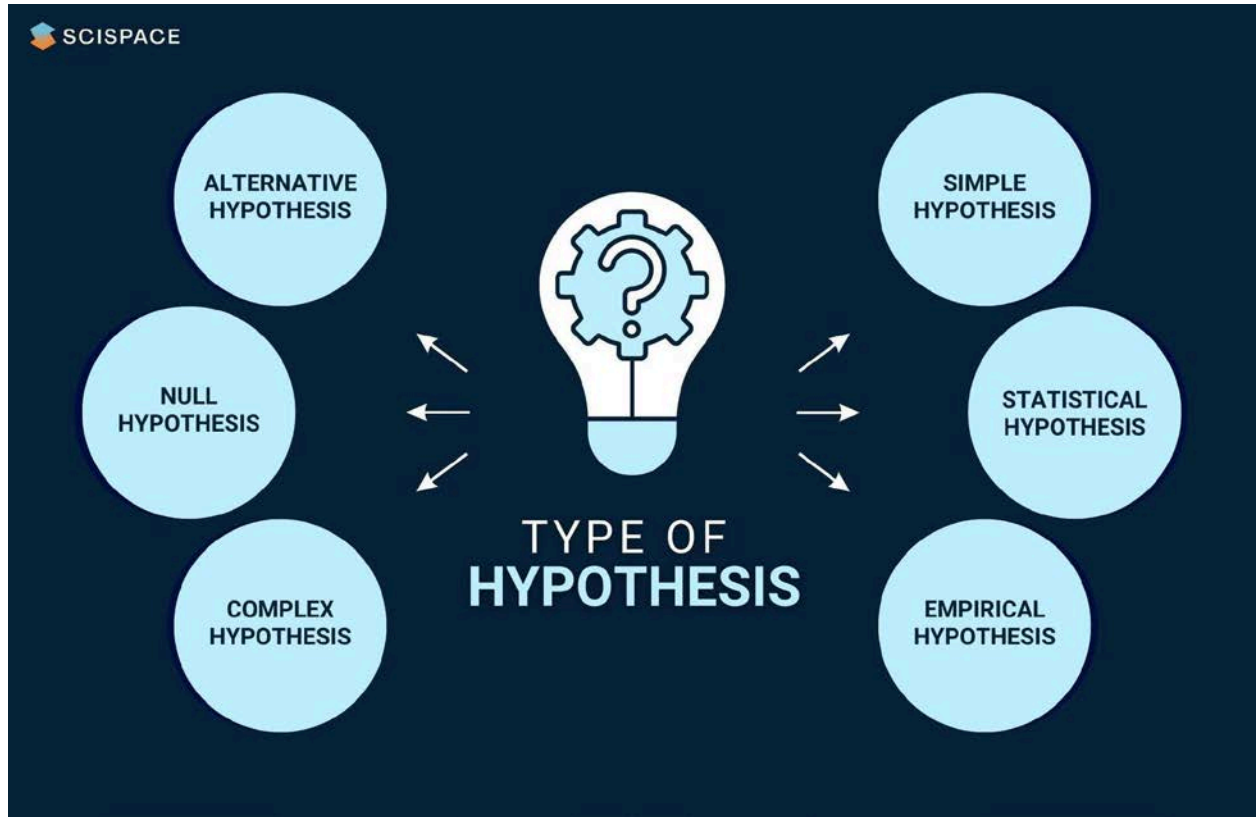 SCISPACE
ALTERNATIVE
HYPOTHESIS
NULL
HYPOTHESIS
COMPLEX
HYPOTHESIS
?
TYPE OF
HYPOTHESIS
SIMPLE
HYPOTHESIS
STATISTICAL
HYPOTHESIS
EMPIRICAL
HYPOTHESIS